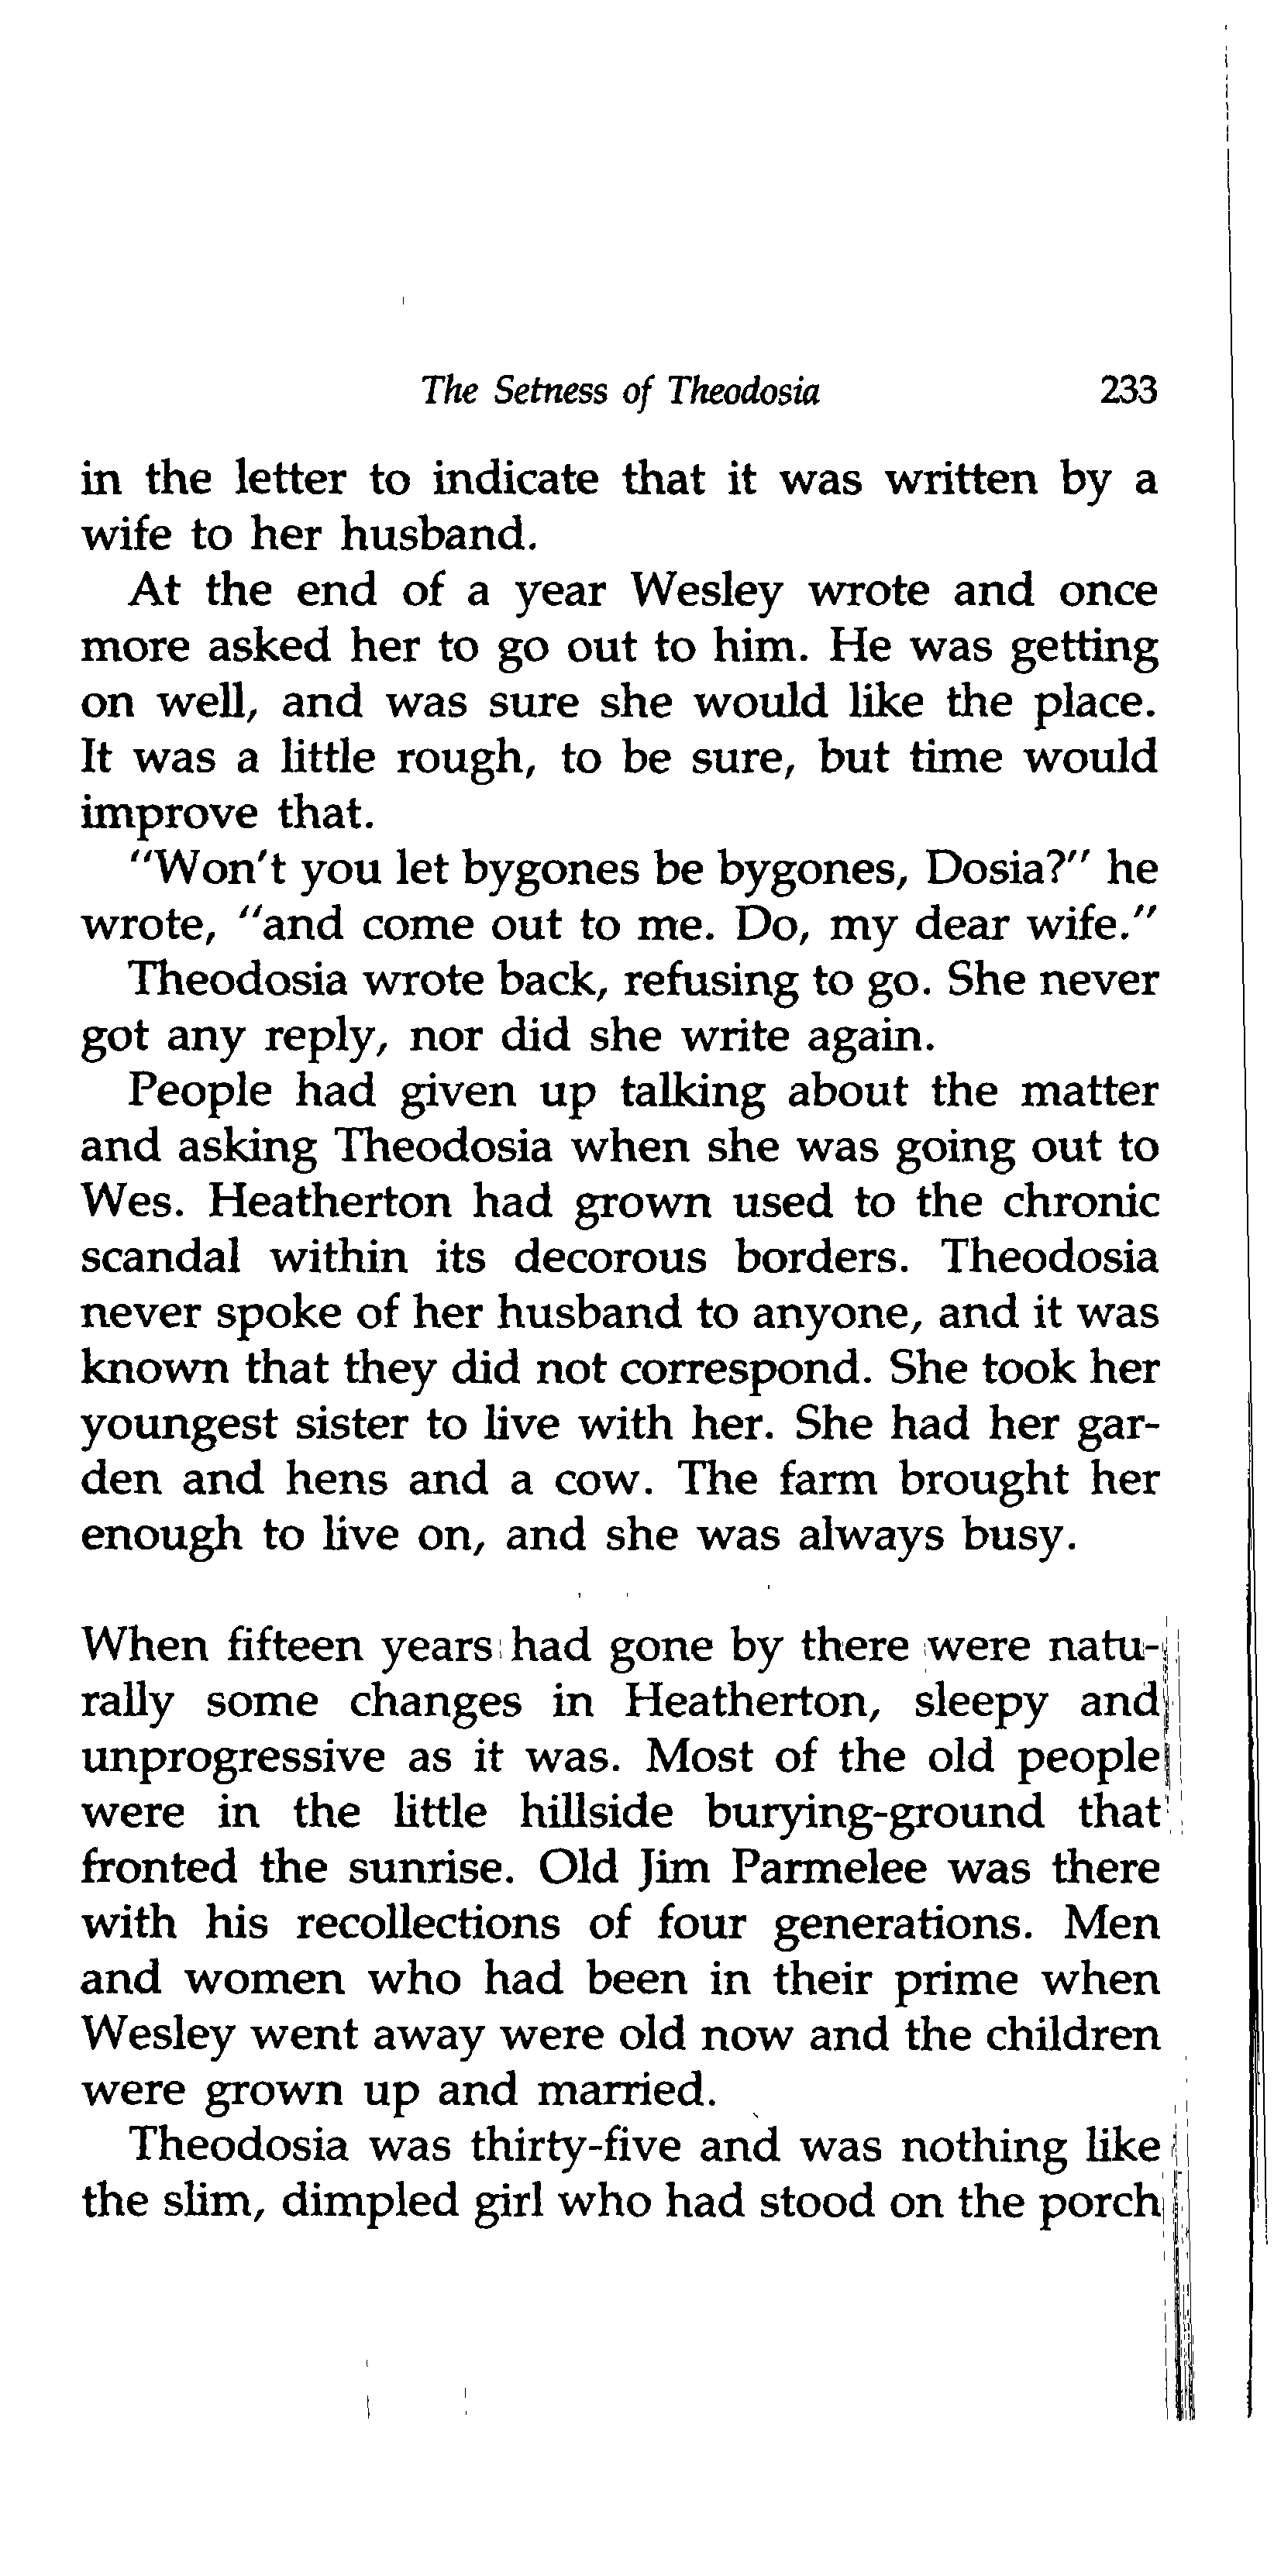 The Setness of Theodosia 233
in the letter to indicate that it was written by a
wife to her husband.
At the end of a year Wesley wrote and once
more asked her to go out to him. He was getting
on well, and was sure she would like the place.
It was a little rough, to be sure, but time would
improve that.
"Won't you let bygones be bygones, Dosia?" he
wrote, "and come out to me. Do, my dear wife."
Theodosia wrote back, refusing to go. She never
got any reply, nor did she write again.
People had given up talking about the matter
and asking Theodosia when she was going out to
Wes. Heatherton had grown used to the chronic
scandal within its decorous borders. Theodosia
never spoke of her husband to anyone, and it was
known that they did not correspond. She took her
youngest sister to live with her. She had her gar-
den and hens and a cow. The farm brought her
enough to live on, and she was always busy.
When fifteen years had gone by there were natu-
rally some changes in Heatherton, sleepy and
unprogressive as it was. Most of the old people
were in the little hillside burying-ground that
fronted the sunrise. Old Jim Parmelee was there
with his recollections of four generations. Men
and women who had been in their prime when
Wesley went away were old now and the children
were grown up and married.
Theodosia was thirty-five and was nothing like
the slim, dimpled girl who had stood on the porch